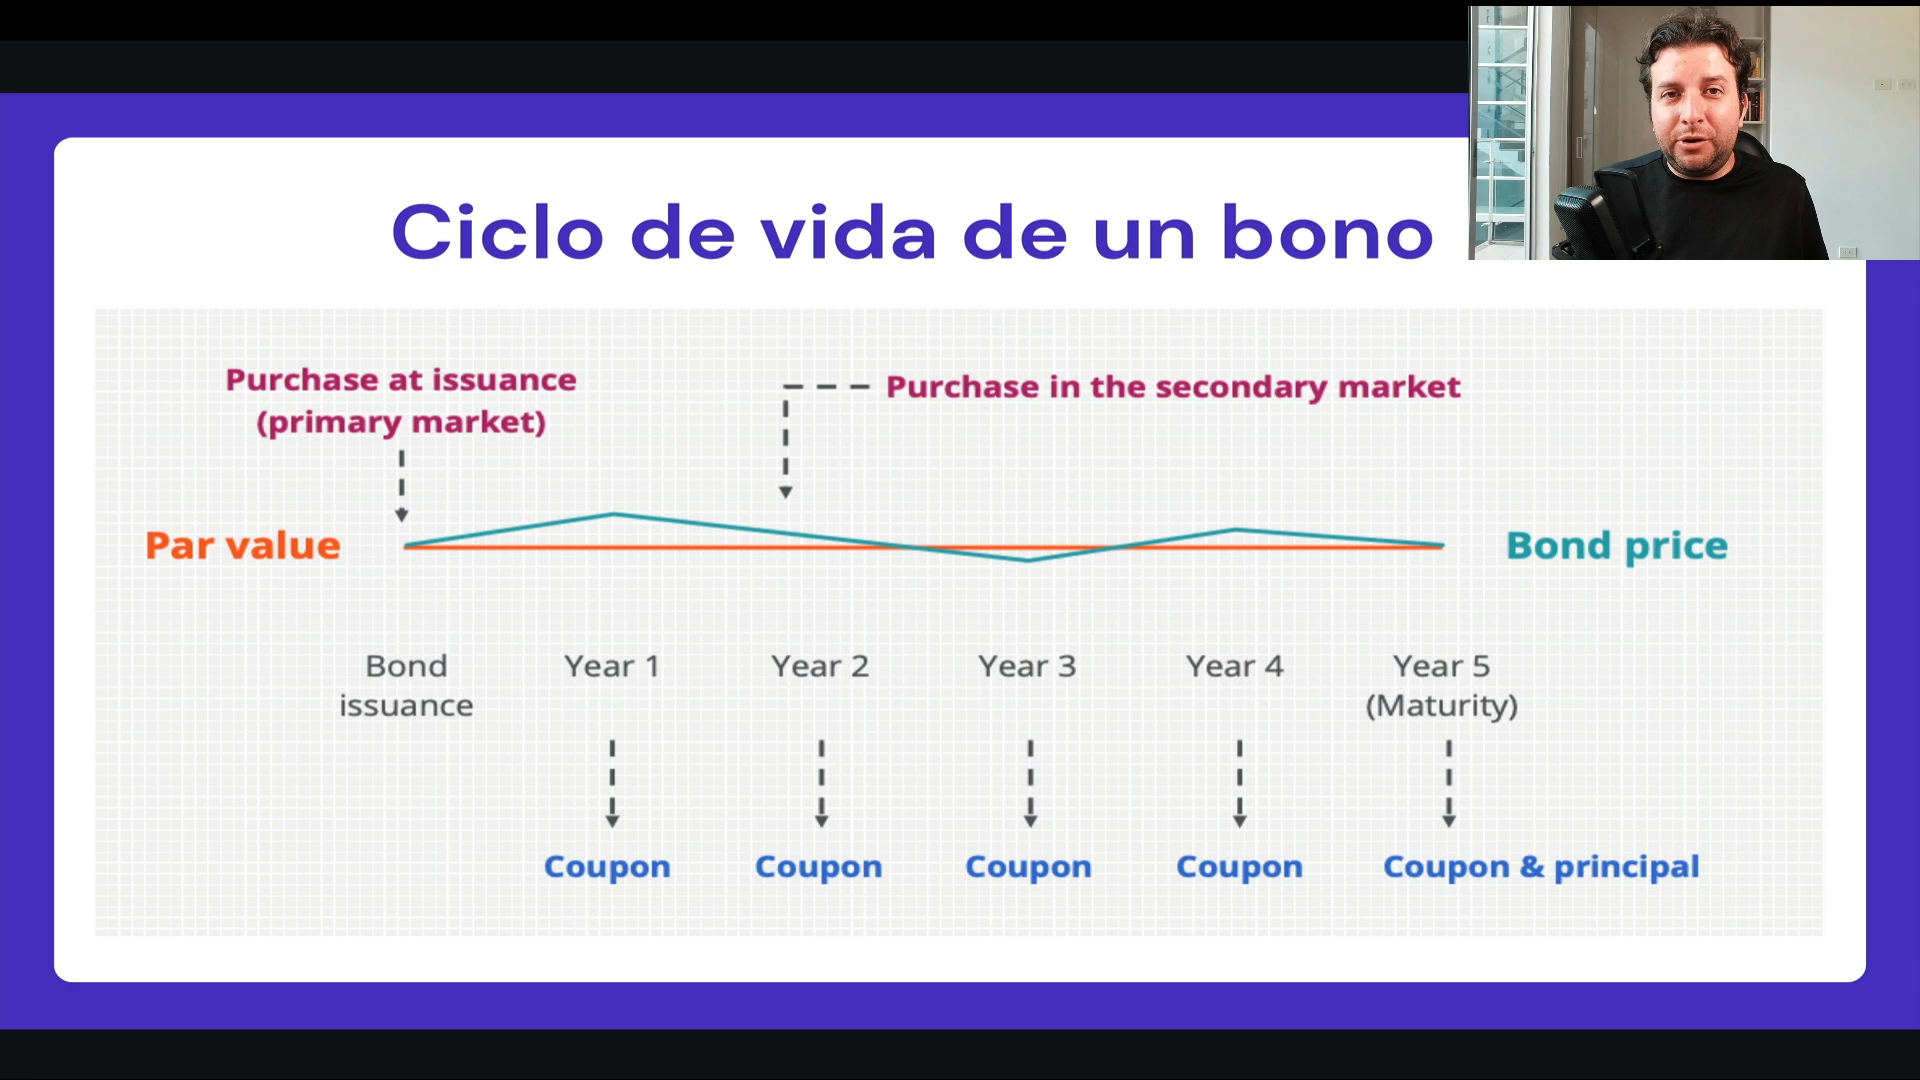 Ciclo de vida de un bono
Purchase at issuance
(primary market)
Purchase in the secondary market
Par value
Bond price
Bond
issuance
Year 1
Year 2
Year 3
Year 4
Year 5
(Maturity)
Coupon
Coupon
Coupon
Coupon
Coupon & principal